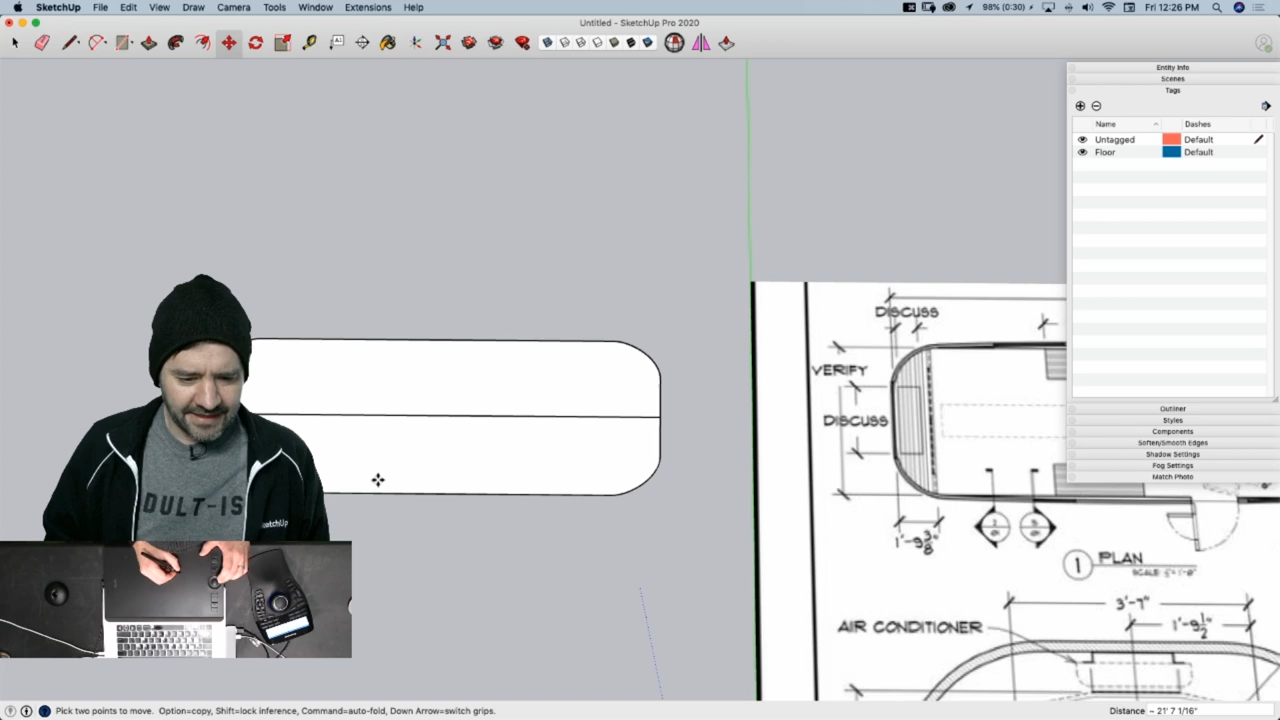 SketchUp File Edit View Draw Camera Tools Window Extensions Help
98% (0:30) Fri 12:26 PM
Untitled - SketchUp Pro 2020
Entity Info
Scenes
Tags
Name Dashes
Untagged Default
Floor Default
Outliner
Styles
Components
Soften/Smooth Edges
Shadow Settings
Fog Settings
Match Photo
DISCUSS
VERIFY
DISCUSS
1'-9 3/8"
1 PLAN
3'-7"
1'-9 1/2"
AIR CONDITIONER
DULT-IS
SketchUp
Pick two points to move. Option=copy, Shift=lock inference, Command=auto-fold, Down Arrow=switch grips.
Distance ~ 21' 7 1/16"